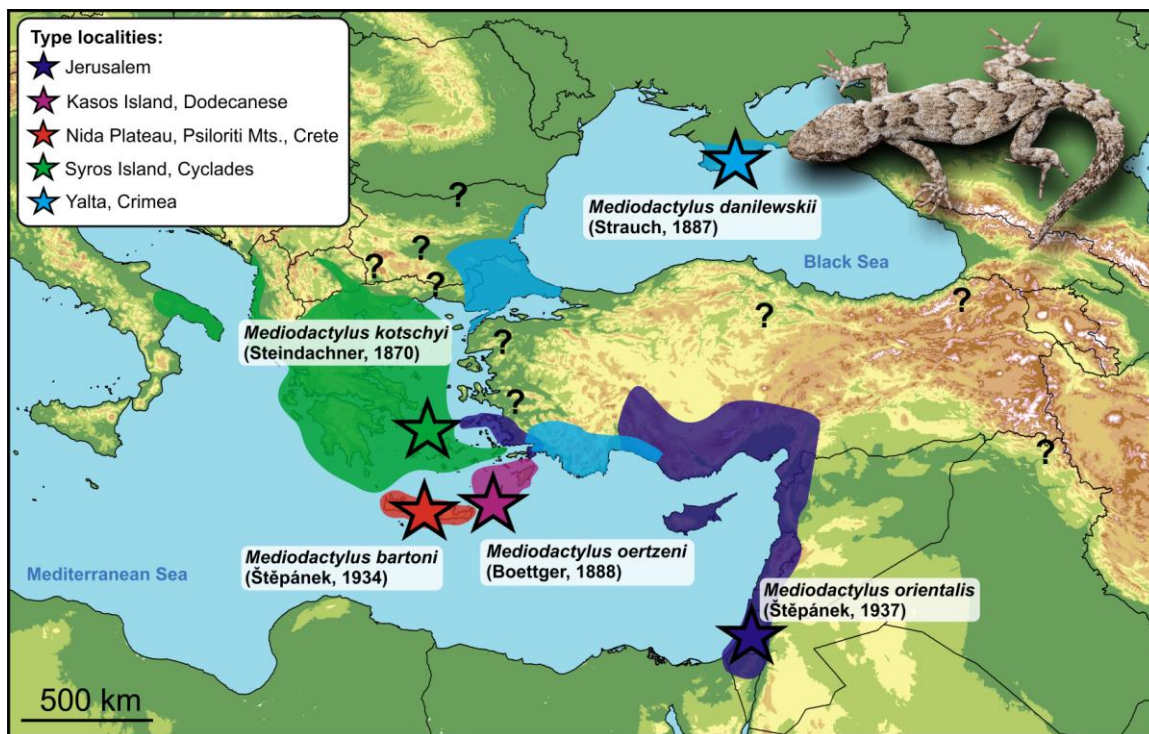 Type localities:
Jerusalem
Kasos Island, Dodecanese
Nida Plateau, Psiloriti Mts., Crete
Syros Island, Cyclades
Yalta, Crimea
?
Mediodactylus danilewskii
(Strauch, 1887)
?
?
?
Black Sea
?
?
Mediodactylus kotschyi
(Steindachner, 1870)
?
?
?
Mediodactylus bartoni
(Štěpánek, 1934)
Mediodactylus oertzeni
(Boettger, 1888)
Mediterranean Sea
Mediodactylus orientalis
(Štěpánek, 1937)
500 km